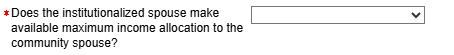 *Does the institutionalized spouse make
available maximum income allocation to the
community spouse?